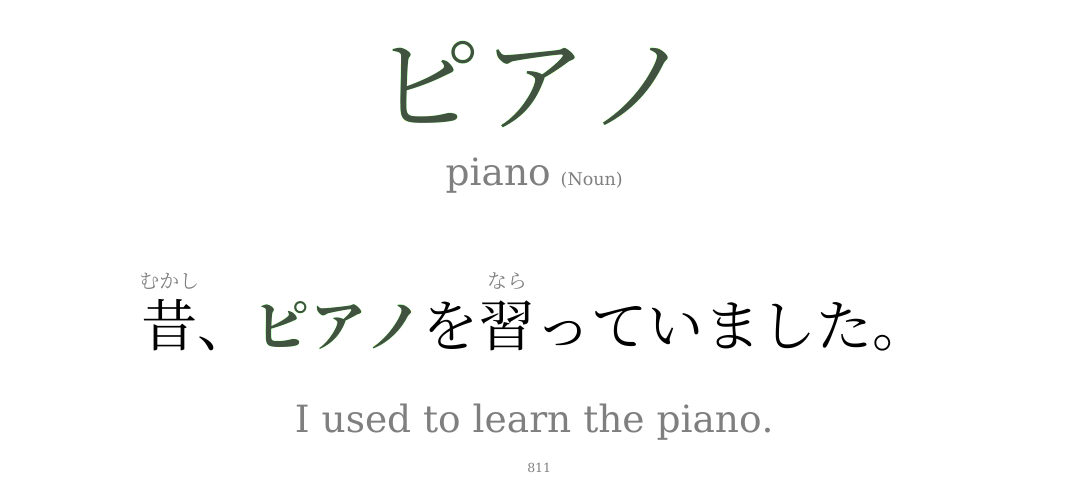 ピアノ
piano (Noun)
むかし なら
昔、ピアノを習っていました。
I used to learn the piano.
811